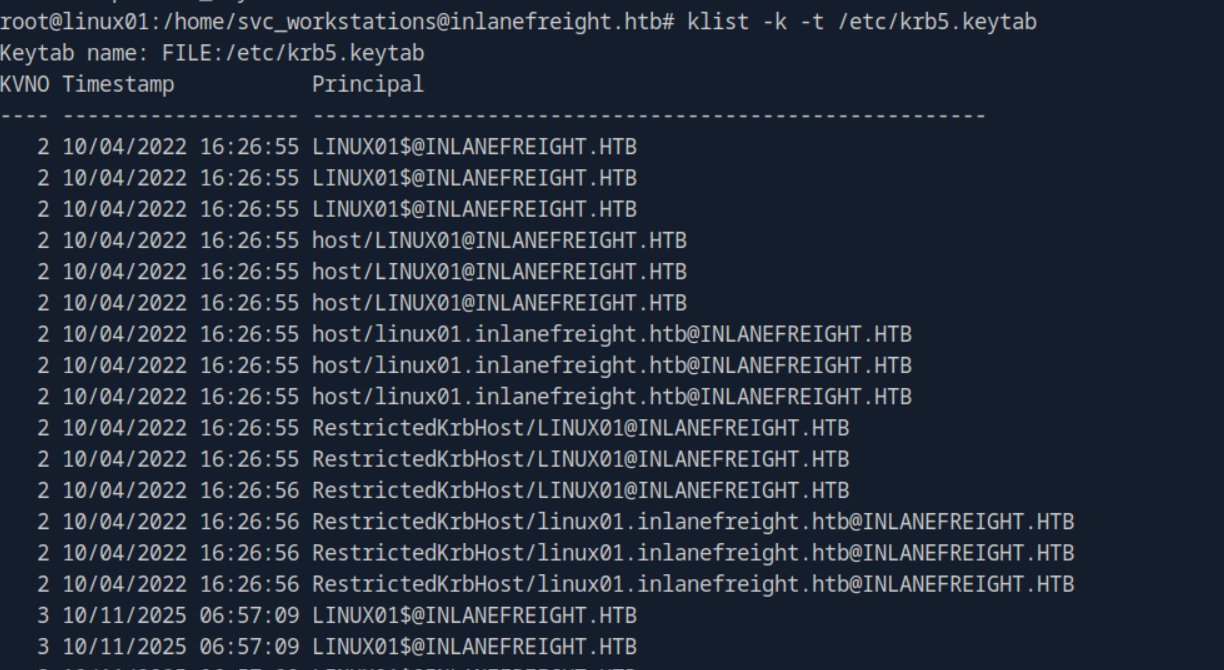 root@linux01:/home/svc_workstations@inlanefreight.htb# klist -k -t /etc/krb5.keytab
Keytab name: FILE:/etc/krb5.keytab
KVNO Timestamp           Principal
---- ------------------- ------------------------------------------------------
   2 10/04/2022 16:26:55 LINUX01$@INLANEFREIGHT.HTB
   2 10/04/2022 16:26:55 LINUX01$@INLANEFREIGHT.HTB
   2 10/04/2022 16:26:55 LINUX01$@INLANEFREIGHT.HTB
   2 10/04/2022 16:26:55 host/LINUX01@INLANEFREIGHT.HTB
   2 10/04/2022 16:26:55 host/LINUX01@INLANEFREIGHT.HTB
   2 10/04/2022 16:26:55 host/LINUX01@INLANEFREIGHT.HTB
   2 10/04/2022 16:26:55 host/linux01.inlanefreight.htb@INLANEFREIGHT.HTB
   2 10/04/2022 16:26:55 host/linux01.inlanefreight.htb@INLANEFREIGHT.HTB
   2 10/04/2022 16:26:55 host/linux01.inlanefreight.htb@INLANEFREIGHT.HTB
   2 10/04/2022 16:26:55 RestrictedKrbHost/LINUX01@INLANEFREIGHT.HTB
   2 10/04/2022 16:26:55 RestrictedKrbHost/LINUX01@INLANEFREIGHT.HTB
   2 10/04/2022 16:26:56 RestrictedKrbHost/LINUX01@INLANEFREIGHT.HTB
   2 10/04/2022 16:26:56 RestrictedKrbHost/linux01.inlanefreight.htb@INLANEFREIGHT.HTB
   2 10/04/2022 16:26:56 RestrictedKrbHost/linux01.inlanefreight.htb@INLANEFREIGHT.HTB
   2 10/04/2022 16:26:56 RestrictedKrbHost/linux01.inlanefreight.htb@INLANEFREIGHT.HTB
   3 10/11/2025 06:57:09 LINUX01$@INLANEFREIGHT.HTB
   3 10/11/2025 06:57:09 LINUX01$@INLANEFREIGHT.HTB